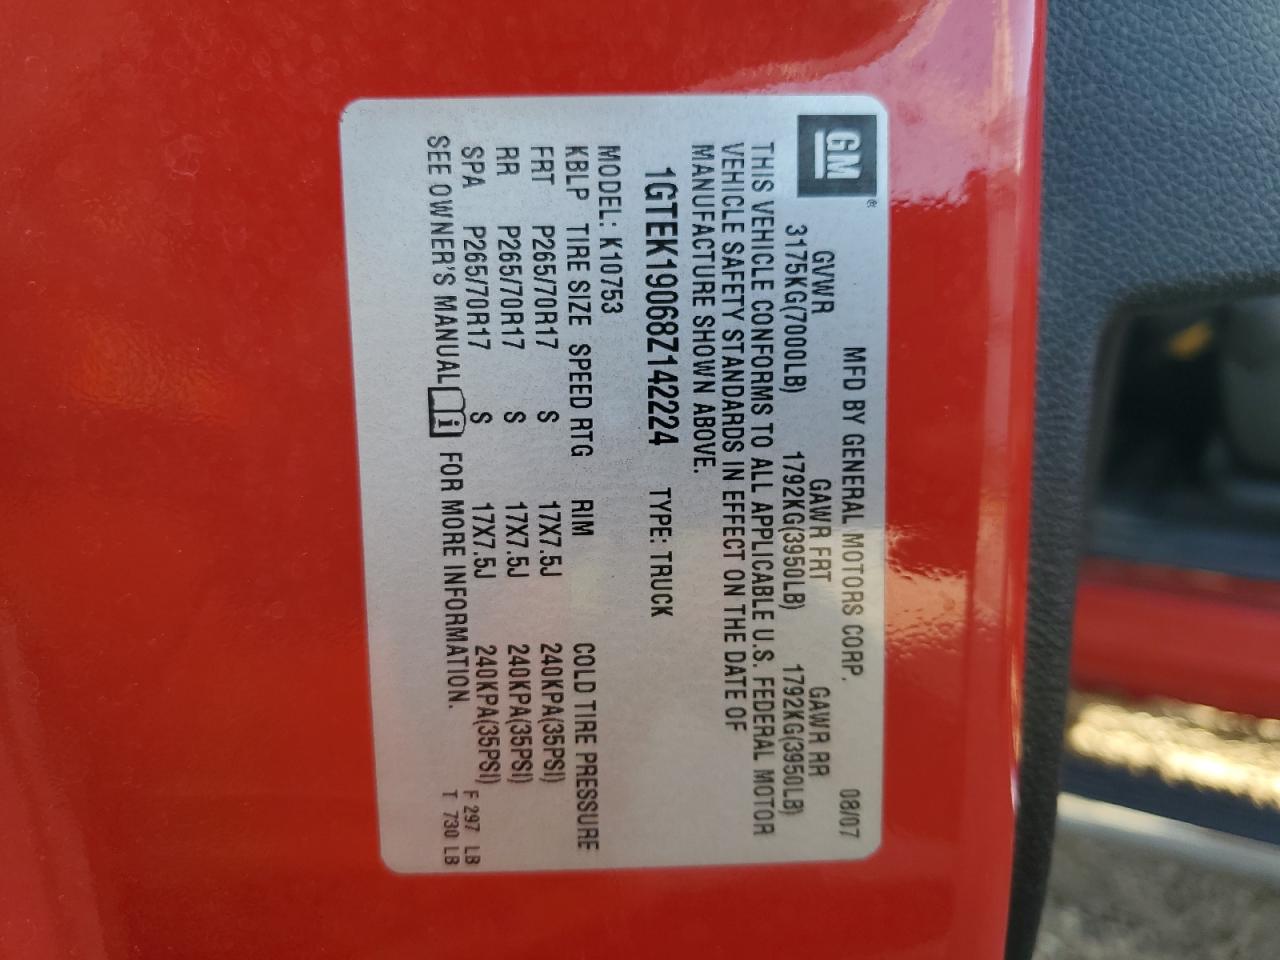 GM
®
MFD BY GENERAL MOTORS CORP. 08/07
GVWR GAWR FRT GAWR RR
3175KG(7000LB) 1792KG(3950LB) 1792KG(3950LB)
THIS VEHICLE CONFORMS TO ALL APPLICABLE U.S. FEDERAL MOTOR
VEHICLE SAFETY STANDARDS IN EFFECT ON THE DATE OF
MANUFACTURE SHOWN ABOVE.
1GTEK19068Z142224 TYPE: TRUCK
MODEL: K10753
KBLP TIRE SIZE SPEED RTG RIM COLD TIRE PRESSURE
FRT P265/70R17 S 17X7.5J 240KPA(35PSI)
RR P265/70R17 S 17X7.5J 240KPA(35PSI)
SPA P265/70R17 S 17X7.5J 240KPA(35PSI)
SEE OWNER'S MANUAL i FOR MORE INFORMATION.
F 297 LB
T 730 LB